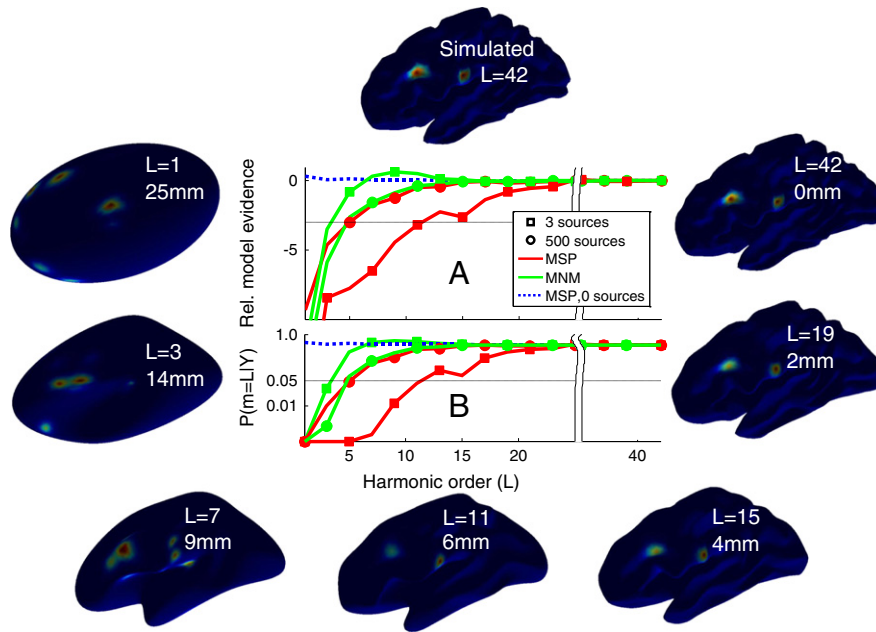 Simulated
L=42
L=1
25mm
L=42
0mm
Rel. model evidence
0
-5
A
3 sources
500 sources
MSP
MNM
MSP,0 sources
L=3
14mm
L=19
2mm
P(m=L|Y)
1.0
0.05
0.01
B
5
10
15
20
40
Harmonic order (L)
L=7
9mm
L=11
6mm
L=15
4mm